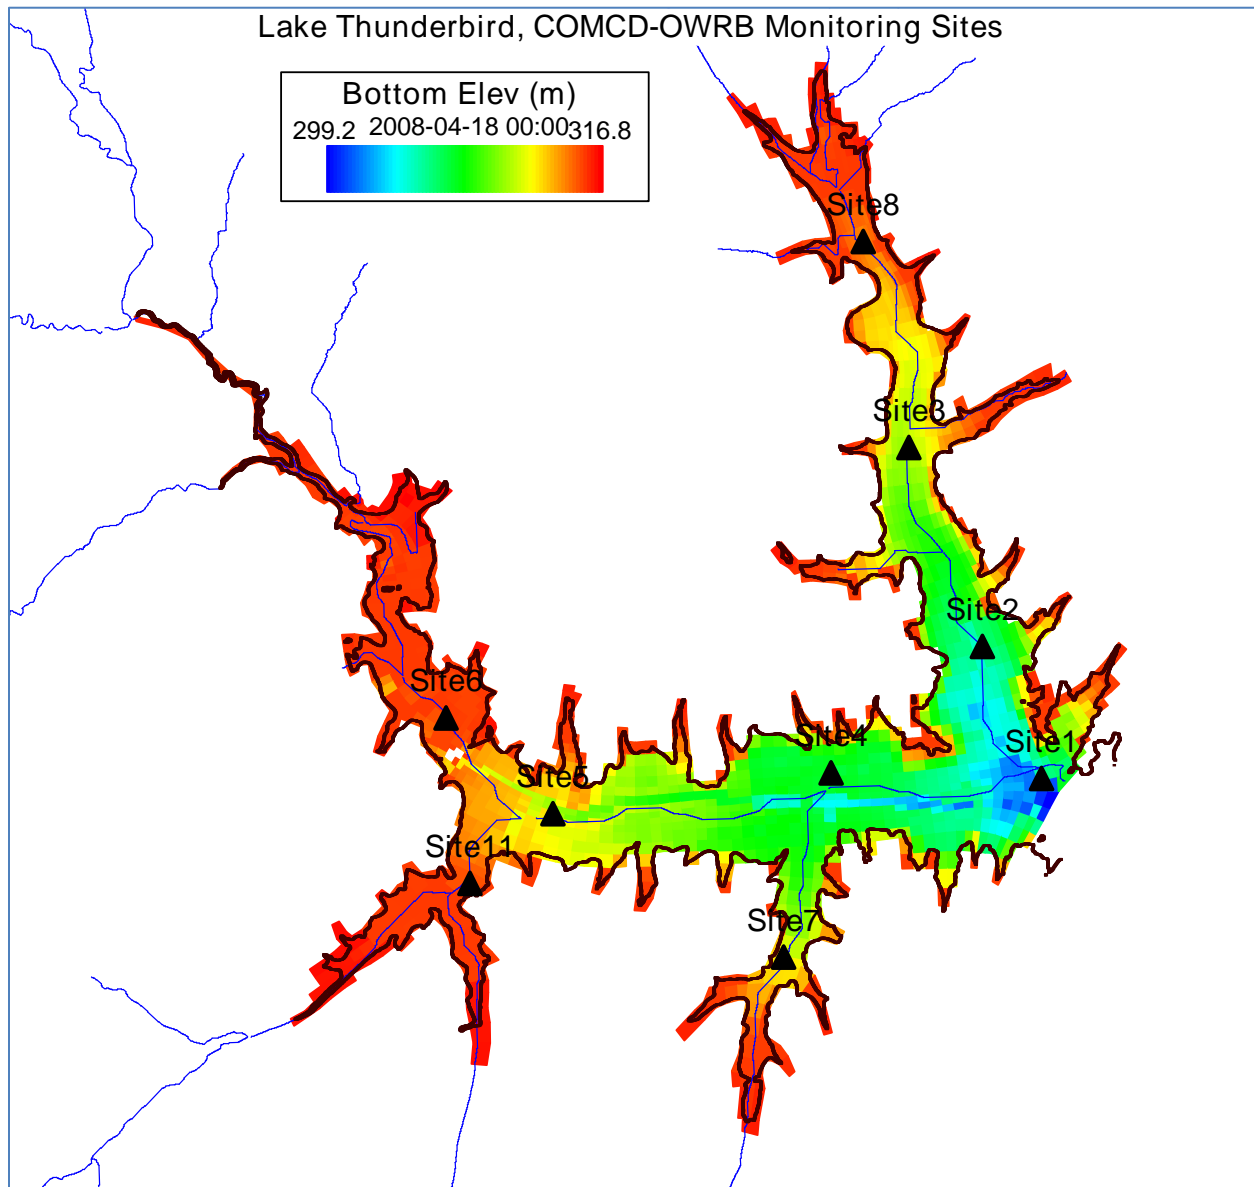 Lake Thunderbird, COMCD-OWRB Monitoring Sites
Bottom Elev (m)
299.2 2008-04-18 00:00 316.8
Site8
Site3
Site2
Site6
Site4
Site1
Site5
Site11
Site7